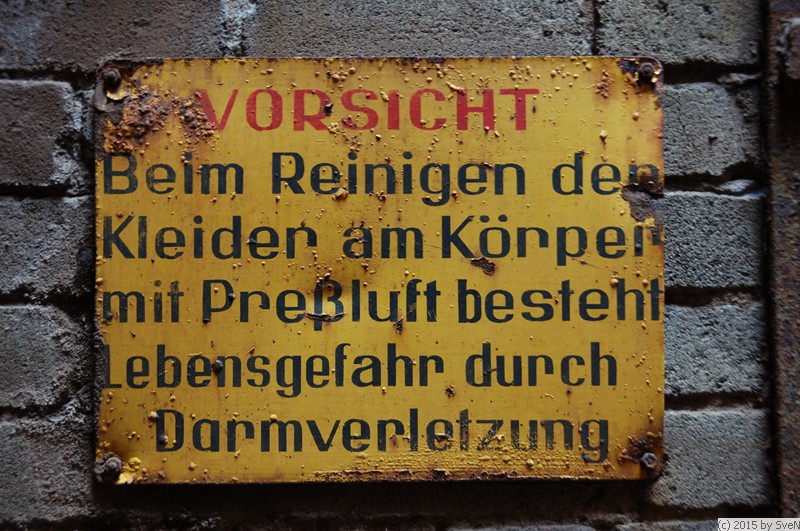 VORSICHT
Beim Reinigen der
Kleider am Körper
mit Preßluft besteht
Lebensgefahr durch
Darmverletzung
(c) 2015 by SveN